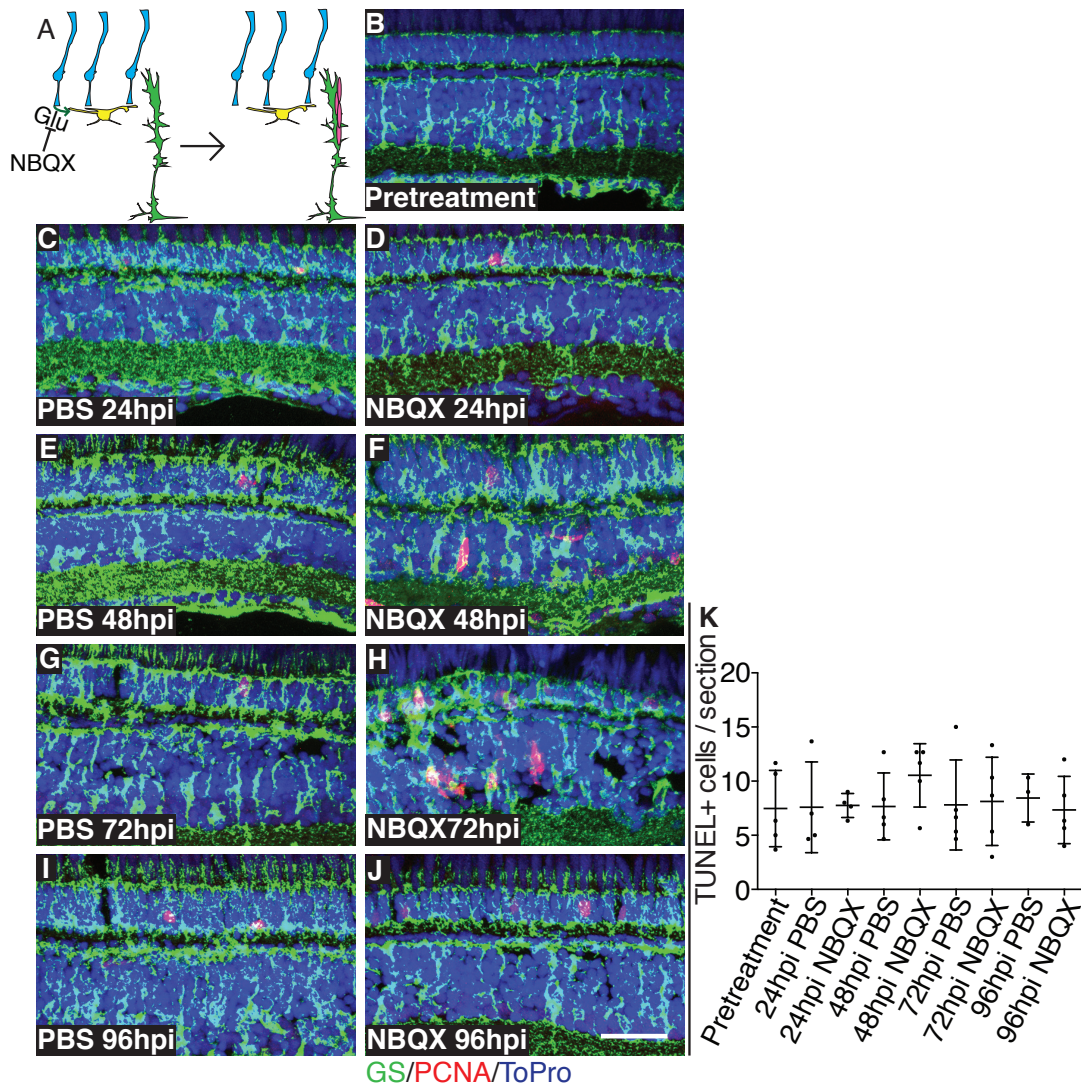 A
Glu
NBQX
B
Pretreatment
C
PBS 24hpi
D
NBQX 24hpi
E
PBS 48hpi
F
NBQX 48hpi
G
PBS 72hpi
H
NBQX72hpi
I
PBS 96hpi
J
NBQX 96hpi
GS/PCNA/ToPro
K
TUNEL+ cells / section
20
15
10
5
0
Pretreatment
24hpi PBS
24hpi NBQX
48hpi PBS
48hpi NBQX
72hpi PBS
72hpi NBQX
96hpi PBS
96hpi NBQX